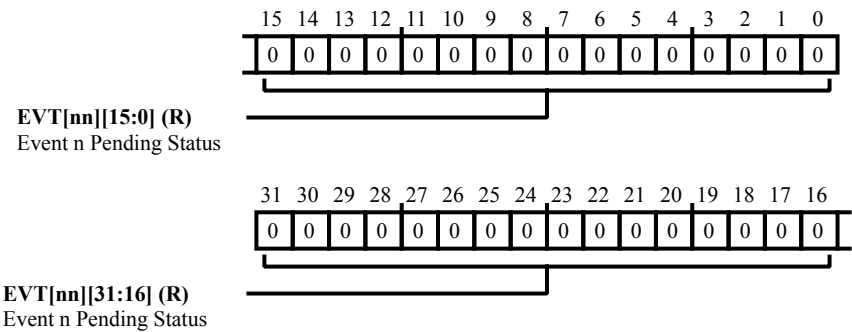 15 14 13 12 11 10 9 8 7 6 5 4 3 2 1 0
0 0 0 0 0 0 0 0 0 0 0 0 0 0 0 0
EVT[nn][15:0] (R)
Event n Pending Status
31 30 29 28 27 26 25 24 23 22 21 20 19 18 17 16
0 0 0 0 0 0 0 0 0 0 0 0 0 0 0 0
EVT[nn][31:16] (R)
Event n Pending Status